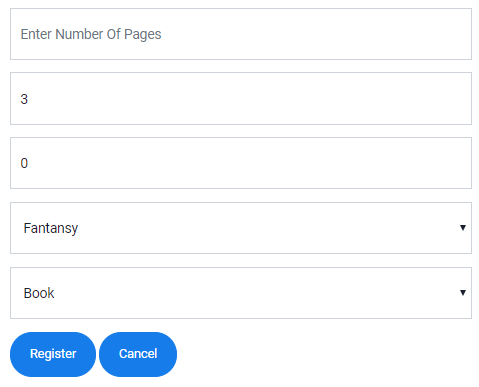 Enter Number Of Pages
3
0
Fantansy
Book
Register Cancel